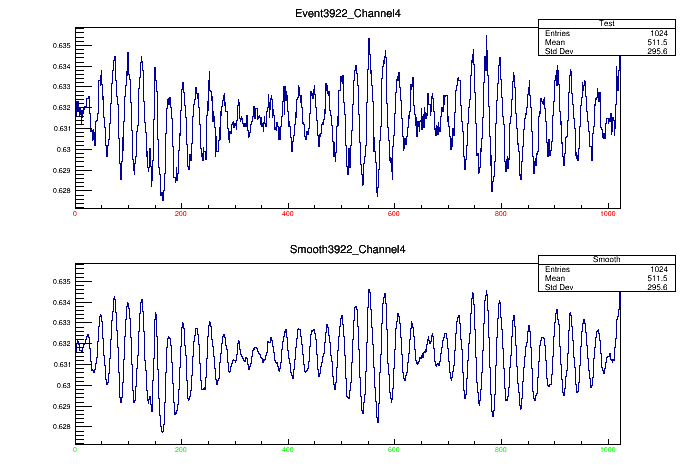 Event3922_Channel4
Test
Entries 1024
Mean 511.5
Std Dev 295.6
0.635
0.634
0.633
0.632
0.631
0.63
0.629
0.628
0 200 400 600 800 1000
Smooth3922_Channel4
Smooth
Entries 1024
Mean 511.5
Std Dev 295.6
0.635
0.634
0.633
0.632
0.631
0.63
0.629
0.628
0 200 400 600 800 1000